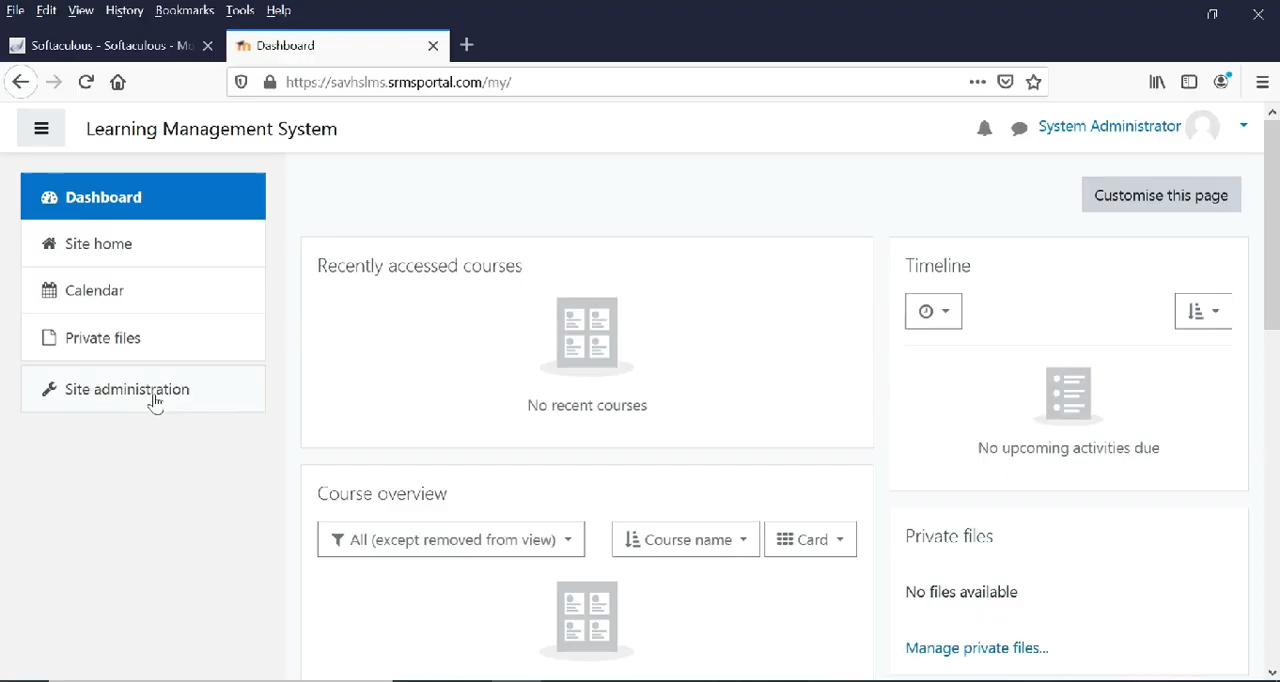 File Edit View History Bookmarks Tools Help
Softaculous - Softaculous - Mo
Dashboard
https://savhslms.srmsportal.com/my/
Learning Management System
System Administrator
Dashboard
Site home
Calendar
Private files
Site administration
Customise this page
Recently accessed courses
No recent courses
Timeline
No upcoming activities due
Course overview
All (except removed from view)
Course name
Card
Private files
No files available
Manage private files...